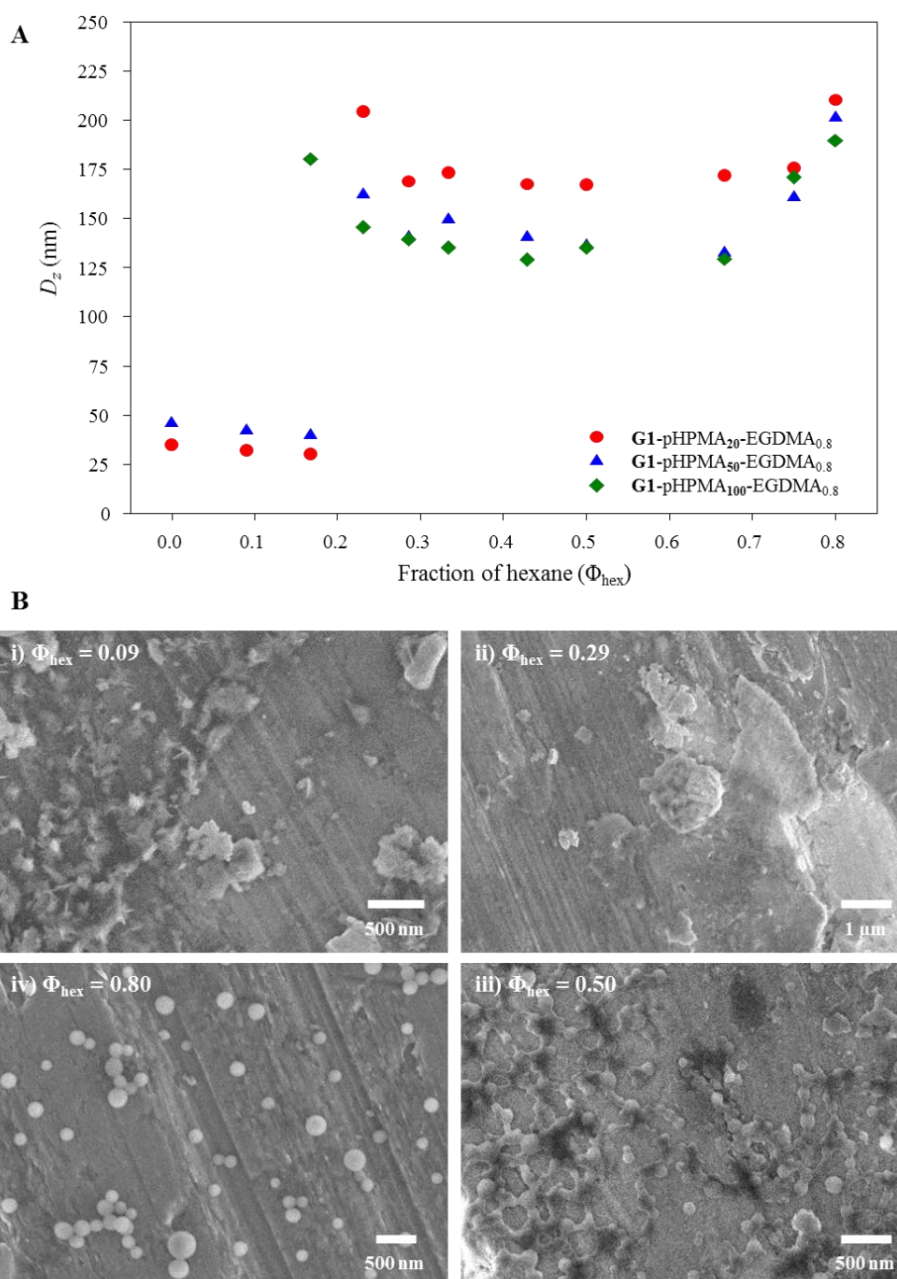 A
250
225
200
175
150
125
100
75
50
25
0
D_z (nm)
G1-pHPMA20-EGDMA0.8
G1-pHPMA50-EGDMA0.8
G1-pHPMA100-EGDMA0.8
0.0 0.1 0.2 0.3 0.4 0.5 0.6 0.7 0.8
Fraction of hexane (Φhex)
B
i) Φhex = 0.09
500 nm
ii) Φhex = 0.29
1 µm
iv) Φhex = 0.80
500 nm
iii) Φhex = 0.50
500 nm